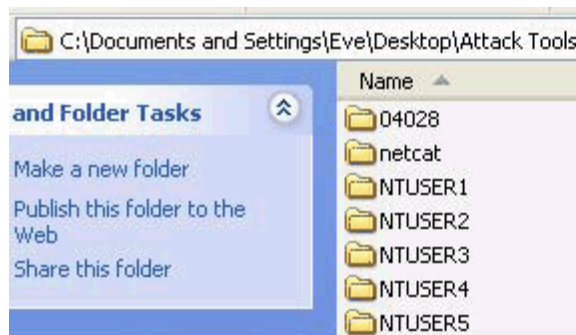 C:\Documents and Settings\Eve\Desktop\Attack Tools
and Folder Tasks
Make a new folder
Publish this folder to the
Web
Share this folder
Name
04028
netcat
NTUSER1
NTUSER2
NTUSER3
NTUSER4
NTUSER5